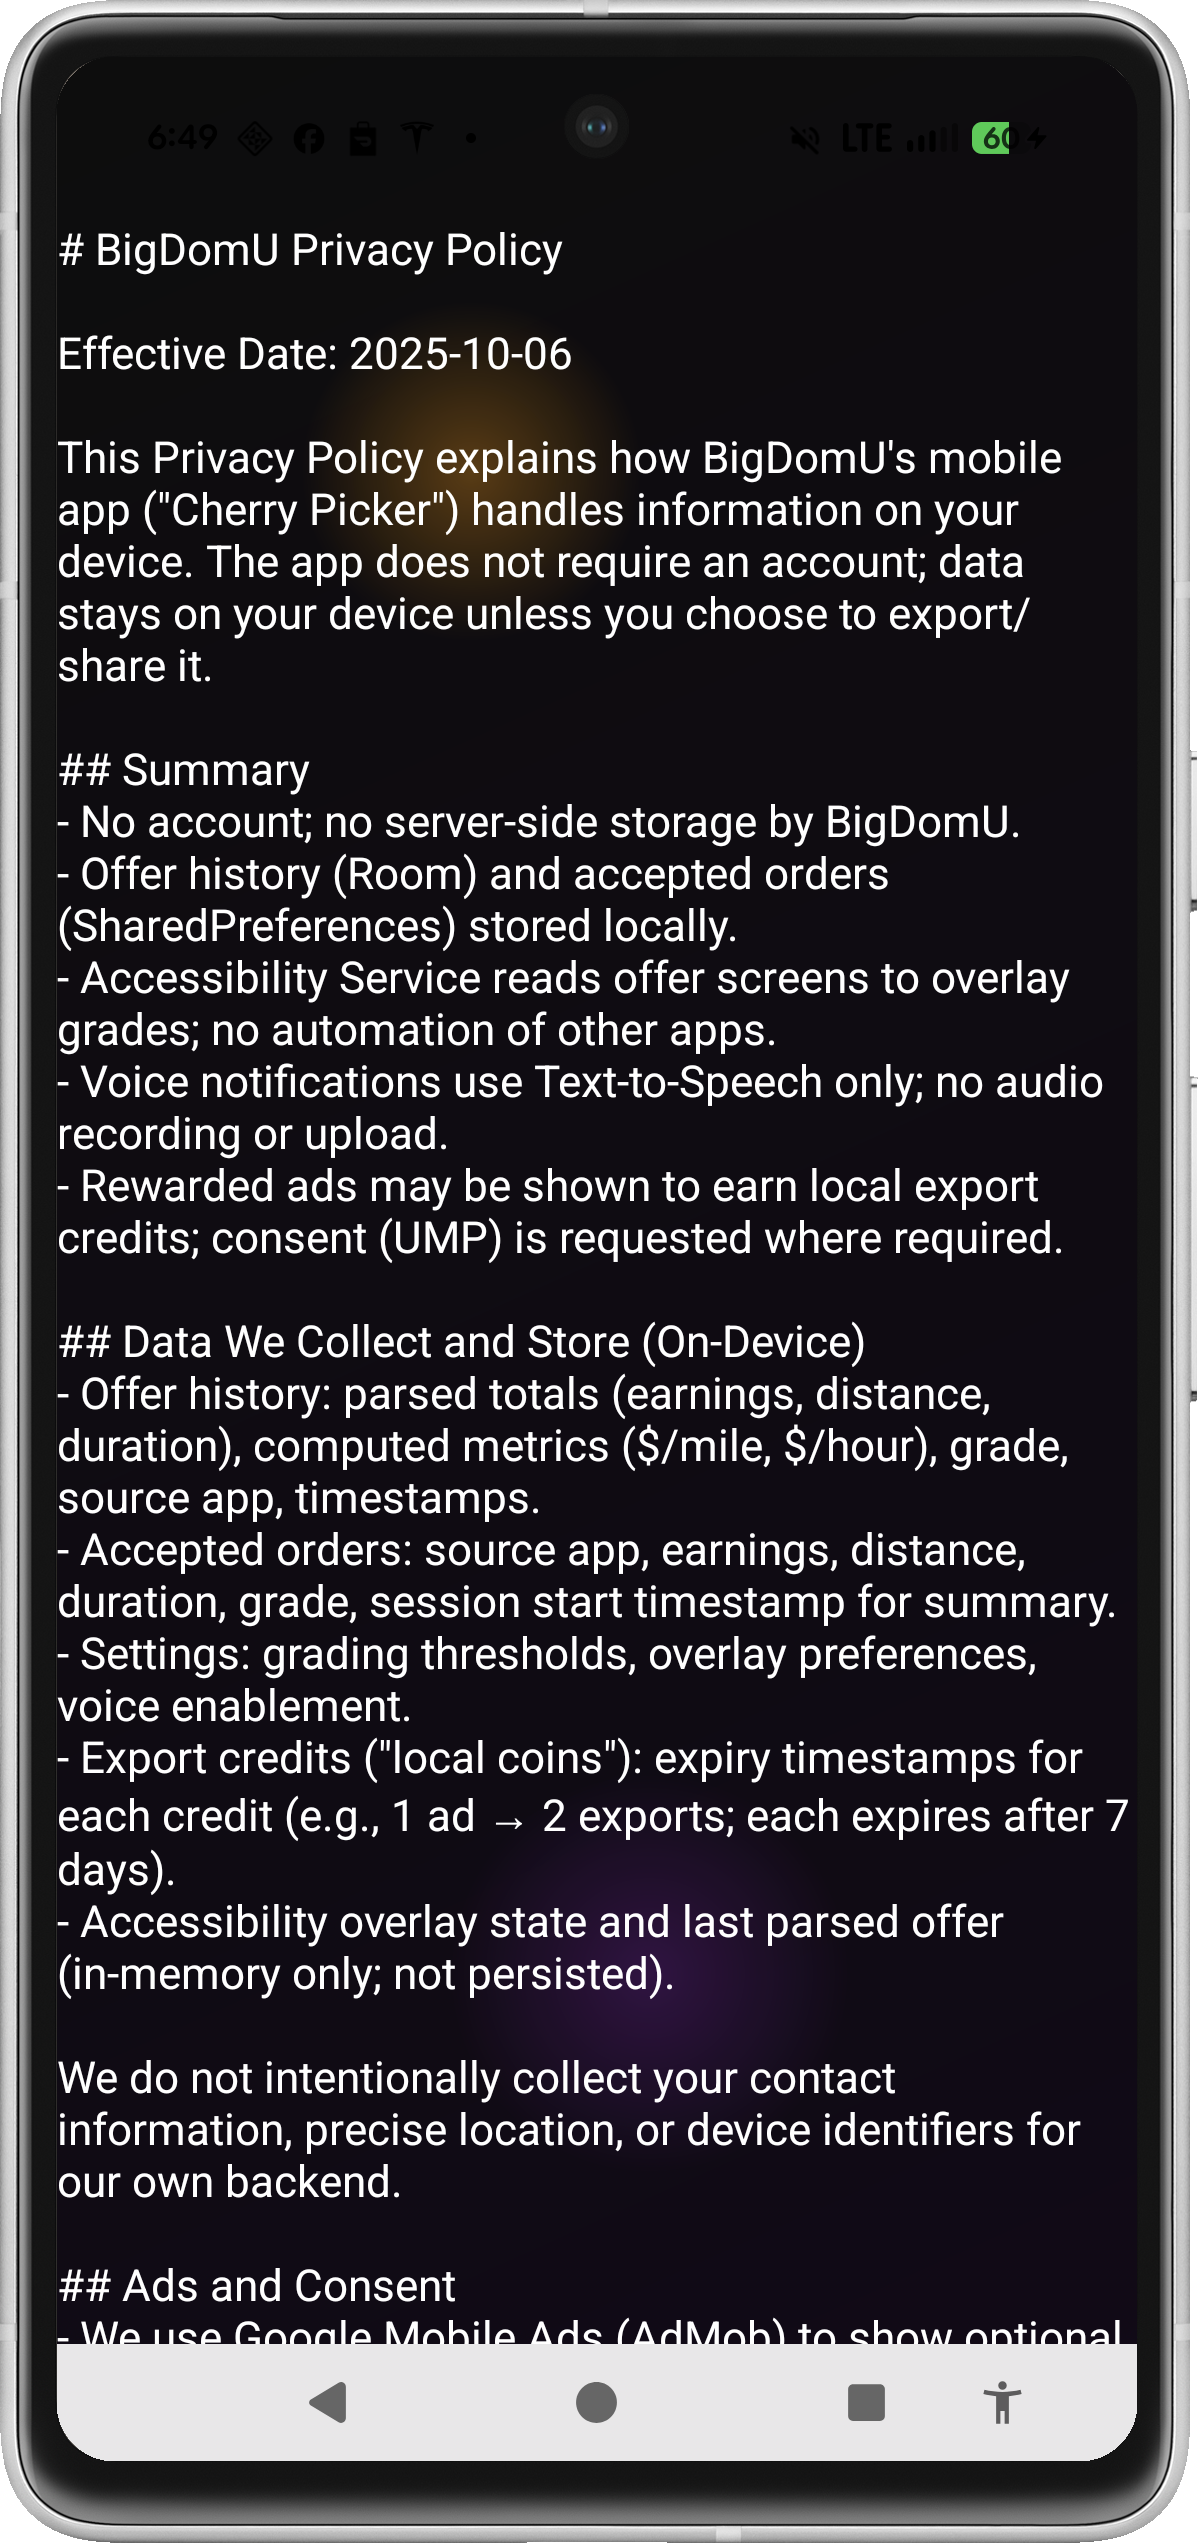 6:49
LTE
60
# BigDomU Privacy Policy
Effective Date: 2025-10-06
This Privacy Policy explains how BigDomU's mobile
app ("Cherry Picker") handles information on your
device. The app does not require an account; data
stays on your device unless you choose to export/
share it.
## Summary
- No account; no server-side storage by BigDomU.
- Offer history (Room) and accepted orders
(SharedPreferences) stored locally.
- Accessibility Service reads offer screens to overlay
grades; no automation of other apps.
- Voice notifications use Text-to-Speech only; no audio
recording or upload.
- Rewarded ads may be shown to earn local export
credits; consent (UMP) is requested where required.
## Data We Collect and Store (On-Device)
- Offer history: parsed totals (earnings, distance,
duration), computed metrics ($/mile, $/hour), grade,
source app, timestamps.
- Accepted orders: source app, earnings, distance,
duration, grade, session start timestamp for summary.
- Settings: grading thresholds, overlay preferences,
voice enablement.
- Export credits ("local coins"): expiry timestamps for
each credit (e.g., 1 ad → 2 exports; each expires after 7
days).
- Accessibility overlay state and last parsed offer
(in-memory only; not persisted).
We do not intentionally collect your contact
information, precise location, or device identifiers for
our own backend.
## Ads and Consent
- We use Google Mobile Ads (AdMob) to show optional